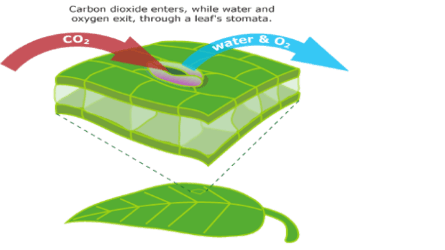 Carbon dioxide enters, while water and
oxygen exit, through a leaf's stomata.
CO₂
water & O₂